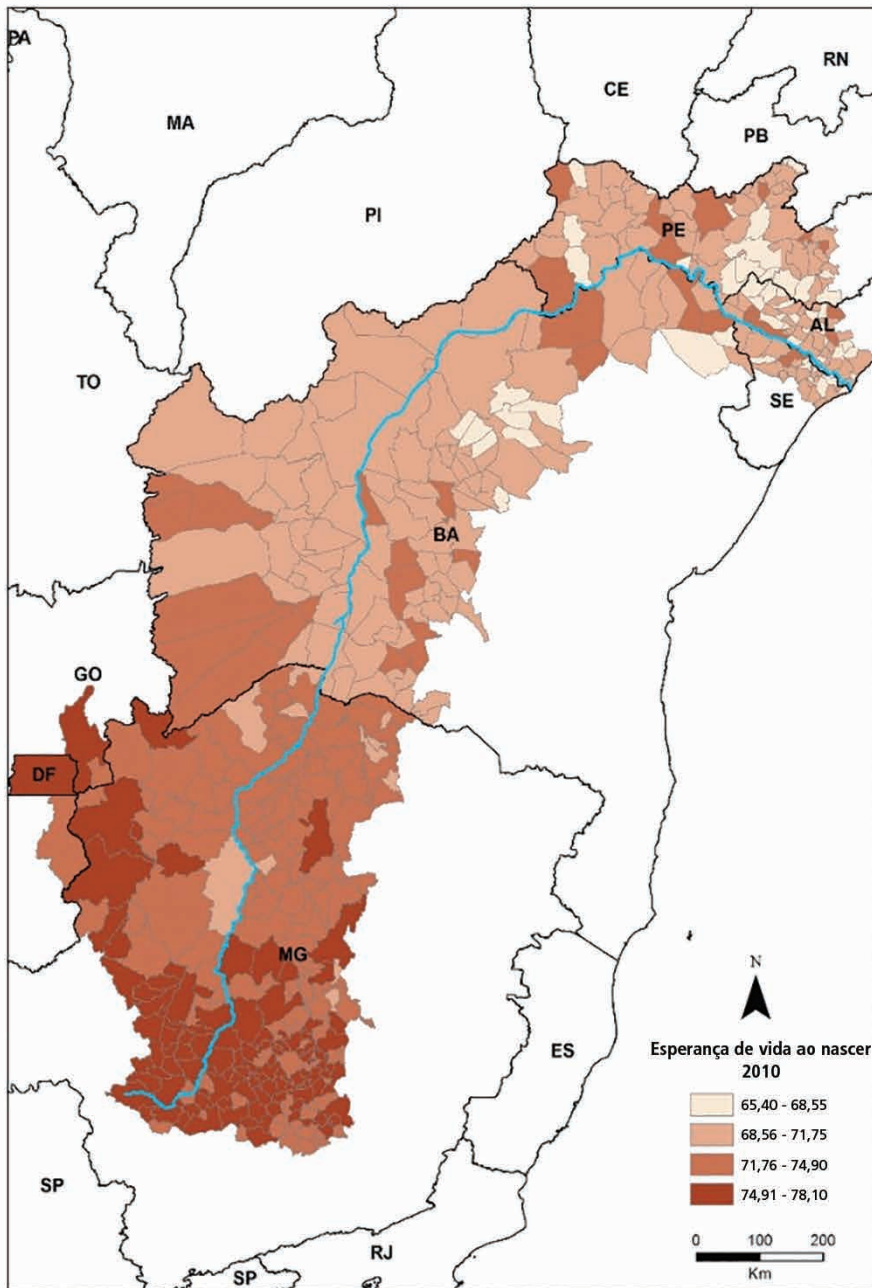 PA
RN
CE
MA
PB
PI
PE
AL
TO
SE
BA
GO
DF
MG
N
ES
Esperança de vida ao nascer
2010
65,40 - 68,55
68,56 - 71,75
71,76 - 74,90
74,91 - 78,10
SP
RJ
0 100 200
Km
SP